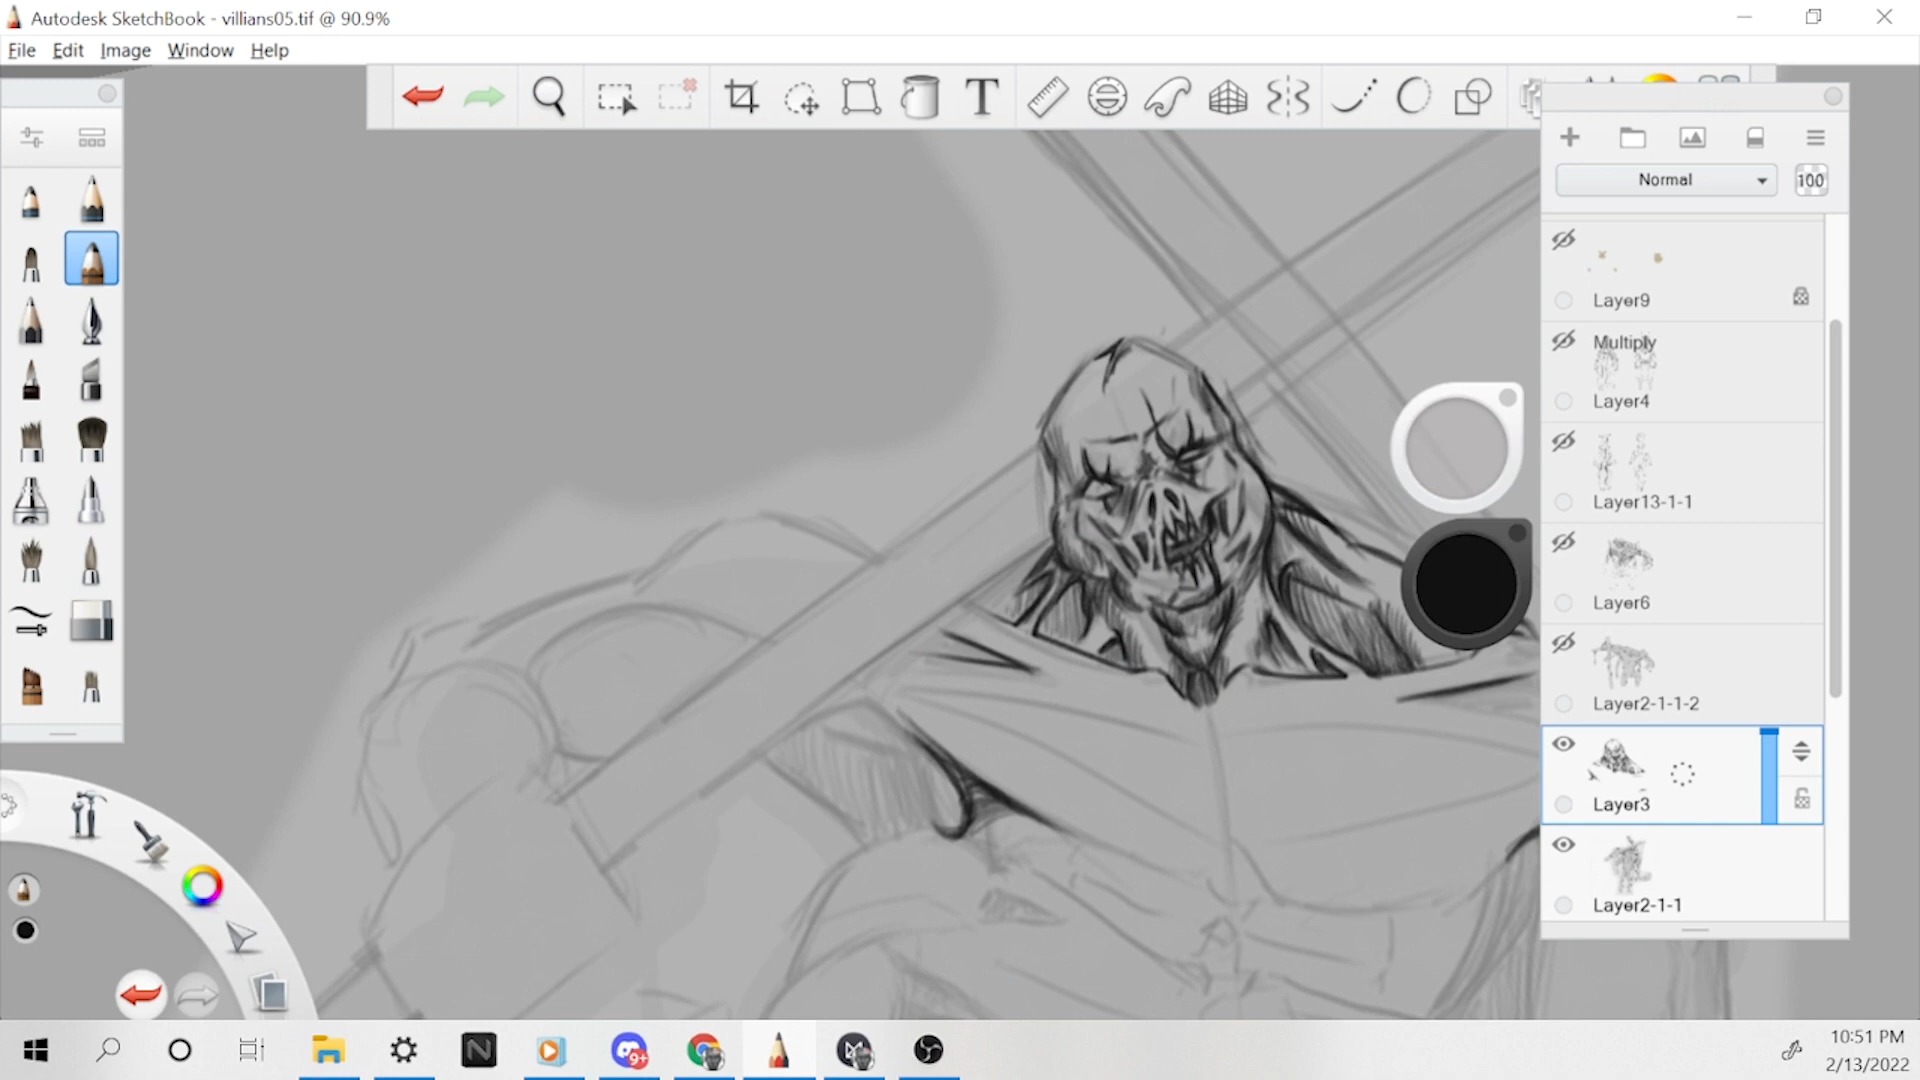 Autodesk SketchBook - villians05.tif @ 90.9%
File Edit Image Window Help
T
Normal
100
Layer9
Multiply
Layer4
Layer13-1-1
Layer6
Layer2-1-1-2
Layer3
Layer2-1-1
N
9+
10:51 PM
2/13/2022